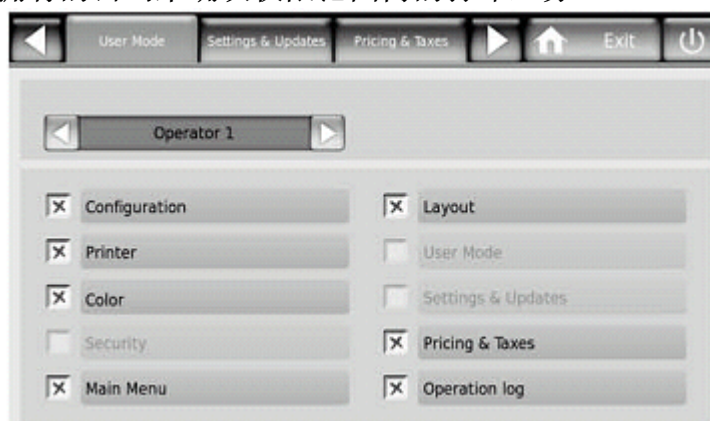 User Mode Settings & Updates Pricing & Taxes Exit
Operator 1
Configuration Layout
Printer User Mode
Color Settings & Updates
Security Pricing & Taxes
Main Menu Operation log